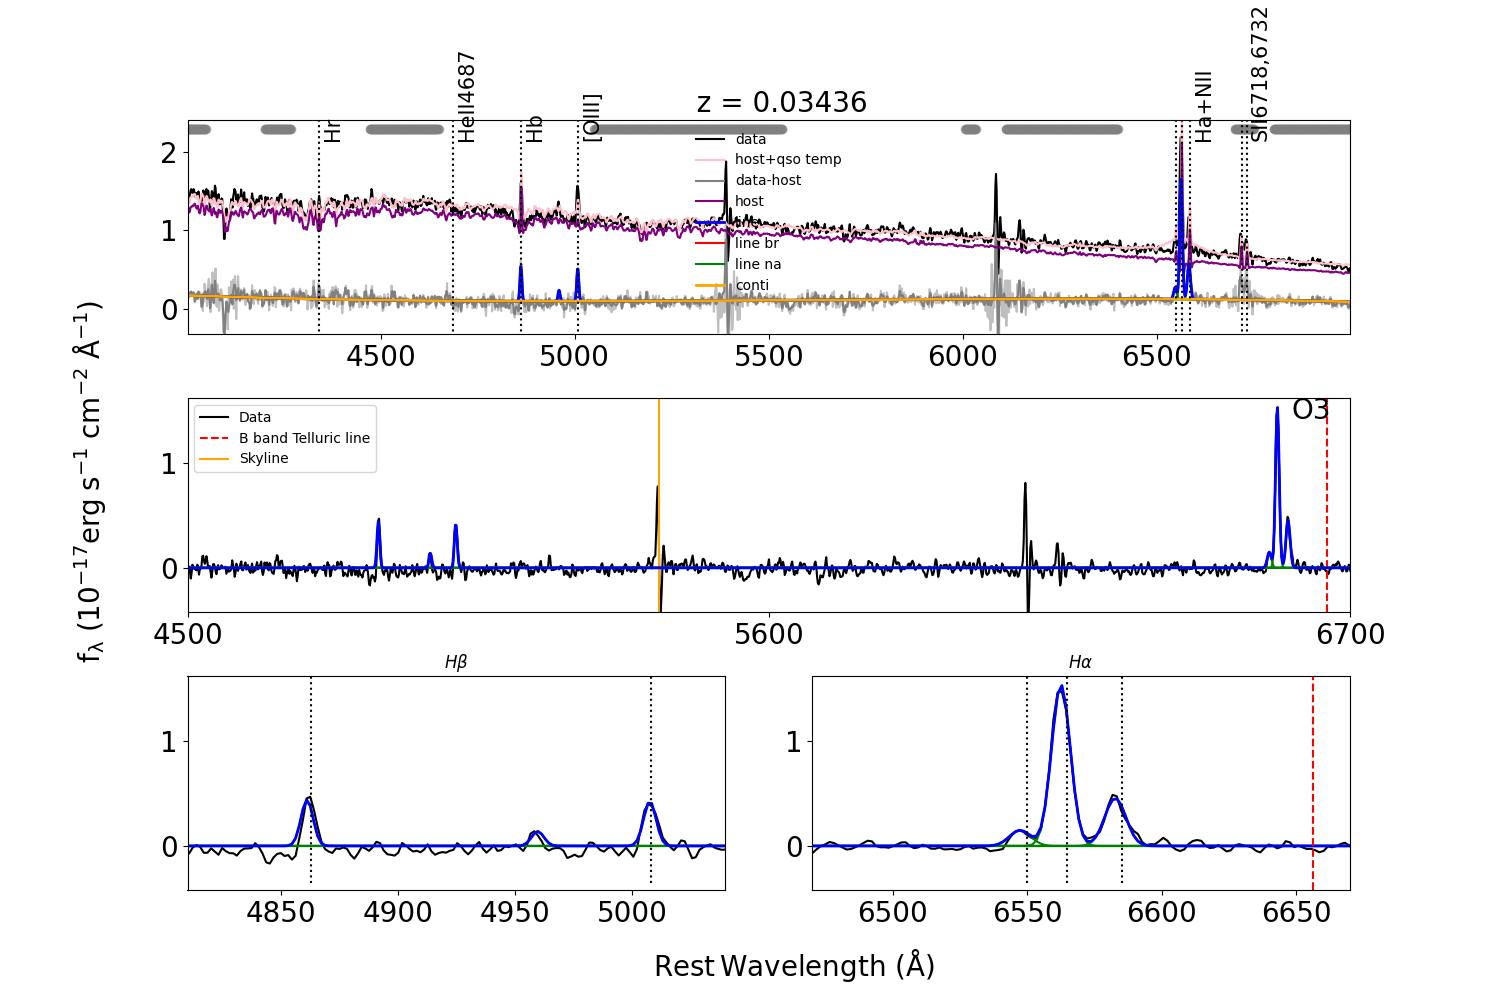 z = 0.03436
Hr
HeII4687
Hb
[OIII]
Ha+NII
SII6718,6732
data
host+qso temp
data-host
host
line br
line na
conti
2
1
0
4500 5000 5500 6000 6500
Data
B band Telluric line
Skyline
O3
1
0
4500 5600 6700
fλ (10⁻¹⁷erg s⁻¹ cm⁻² Å⁻¹)
Hβ
1
0
4850 4900 4950 5000
Hα
1
0
6500 6550 6600 6650
Rest Wavelength (Å)